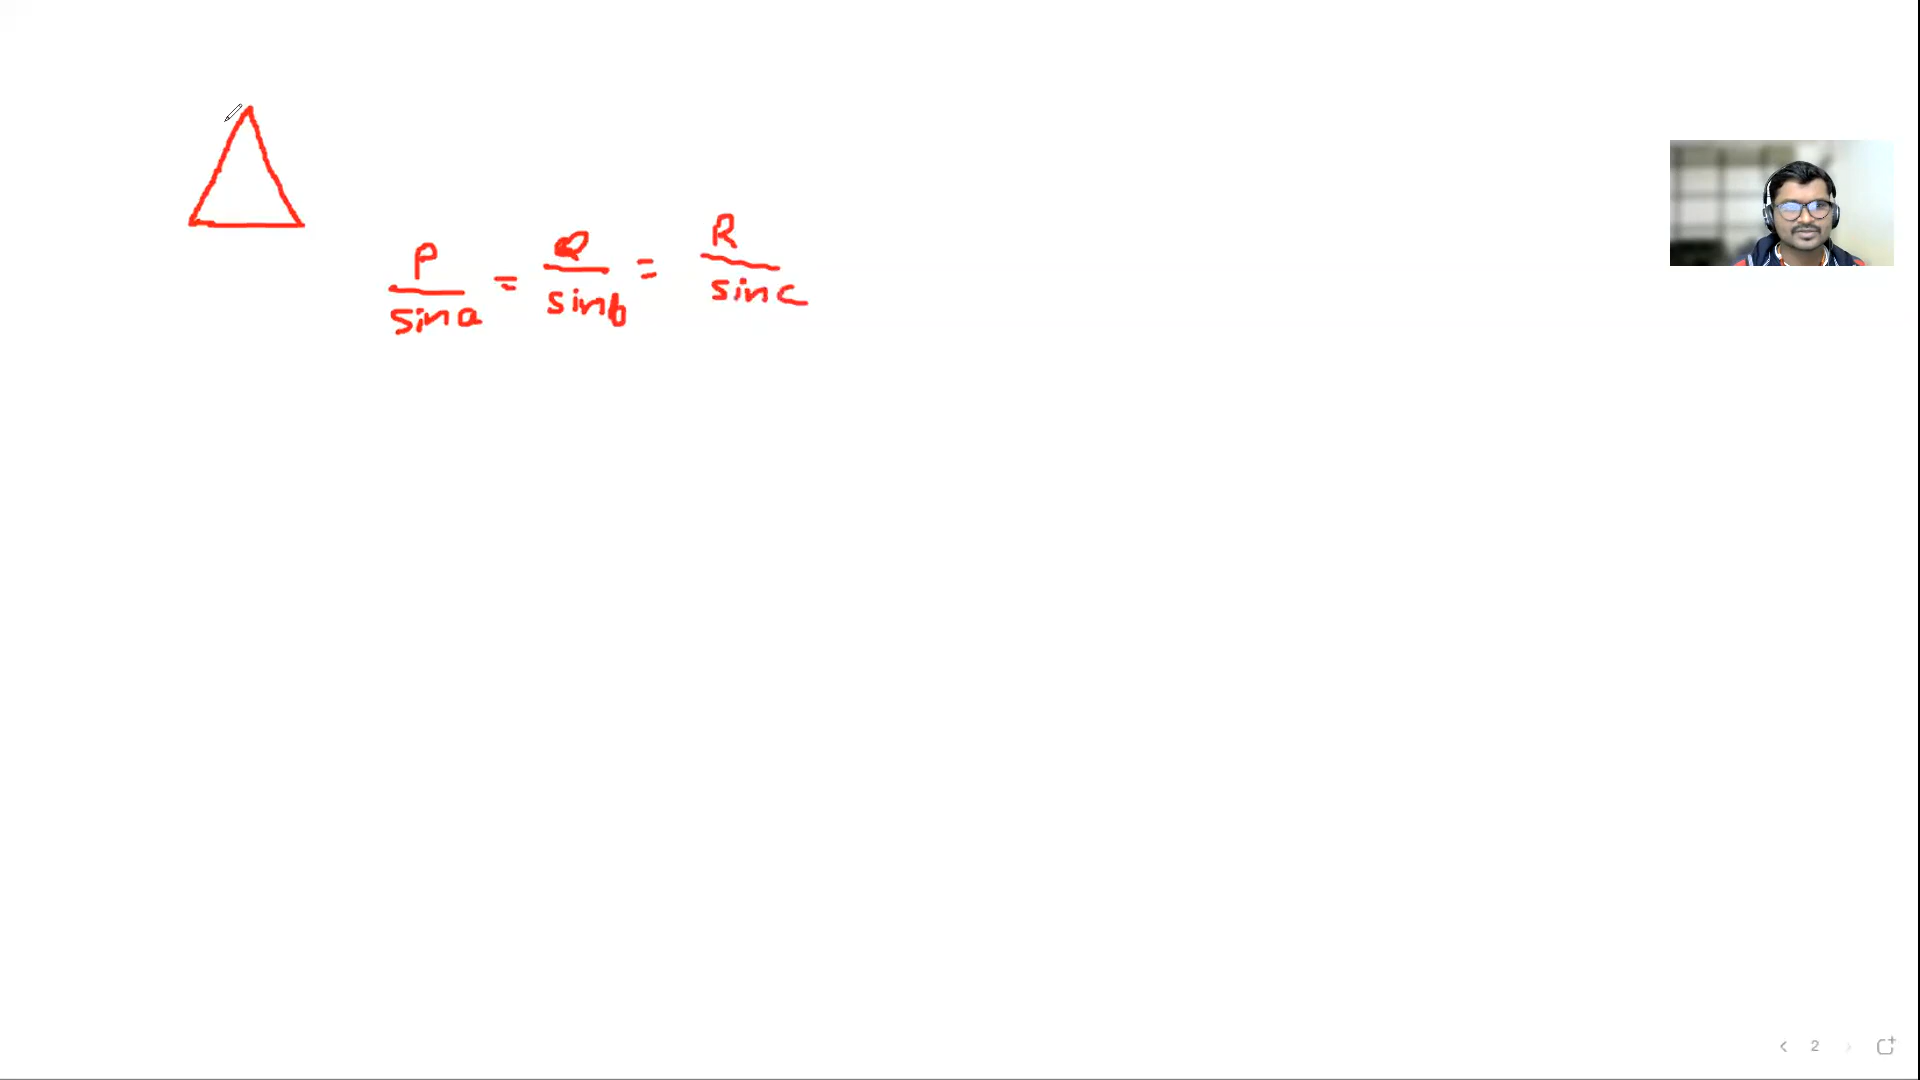 P/sin a = Q/sin b = R/sin c
2